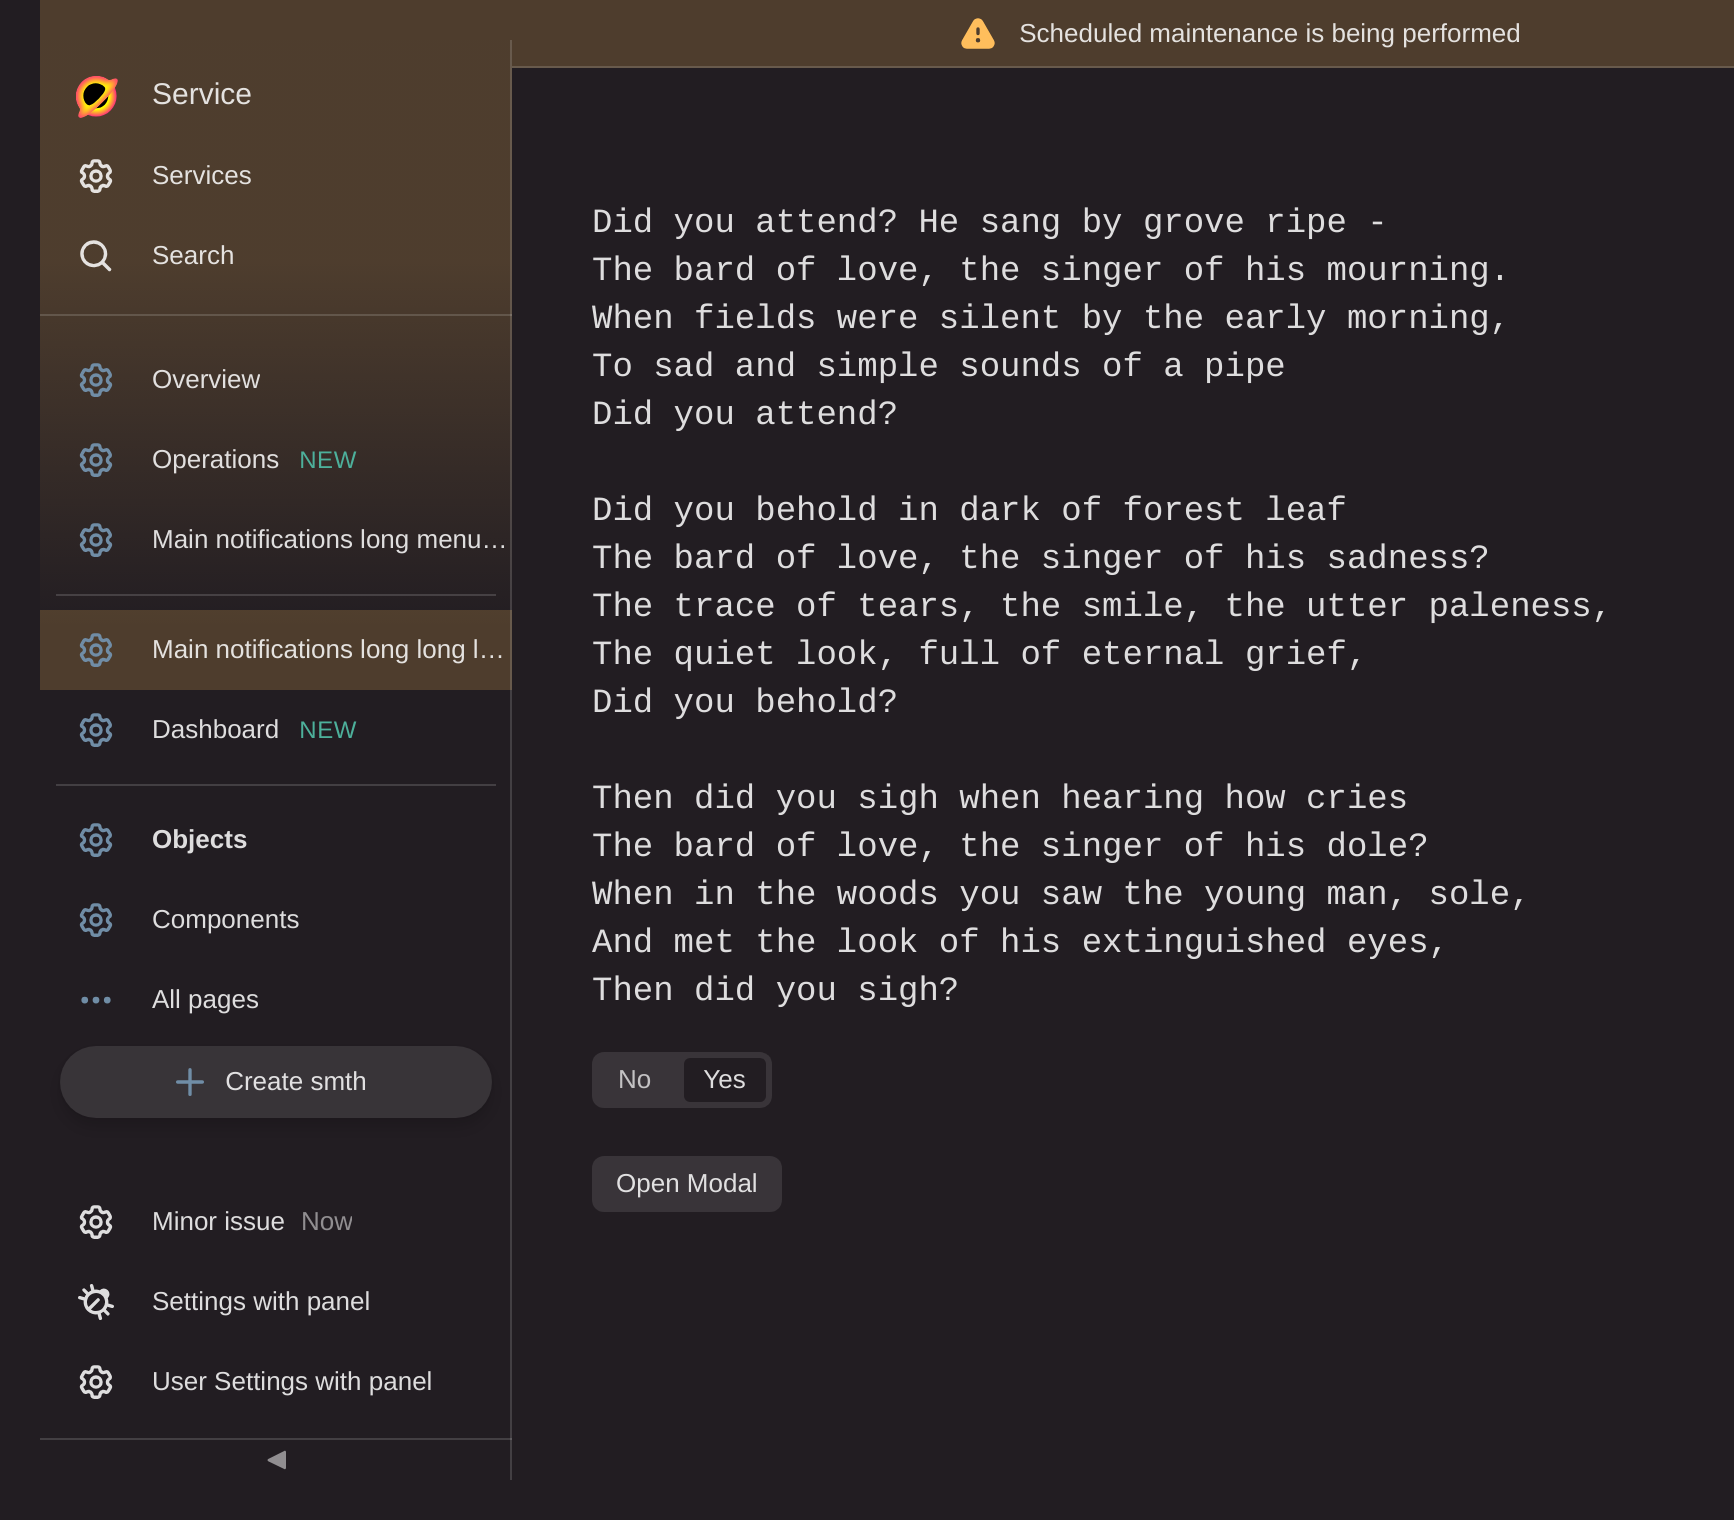 Scheduled maintenance is being performed
Service
Services
Search
Overview
Operations NEW
Main notifications long menu…
Main notifications long long l…
Dashboard NEW
Objects
Components
All pages
Create smth
Minor issue Now
Settings with panel
User Settings with panel
Did you attend? He sang by grove ripe -
The bard of love, the singer of his mourning.
When fields were silent by the early morning,
To sad and simple sounds of a pipe
Did you attend?
Did you behold in dark of forest leaf
The bard of love, the singer of his sadness?
The trace of tears, the smile, the utter paleness,
The quiet look, full of eternal grief,
Did you behold?
Then did you sigh when hearing how cries
The bard of love, the singer of his dole?
When in the woods you saw the young man, sole,
And met the look of his extinguished eyes,
Then did you sigh?
No Yes
Open Modal